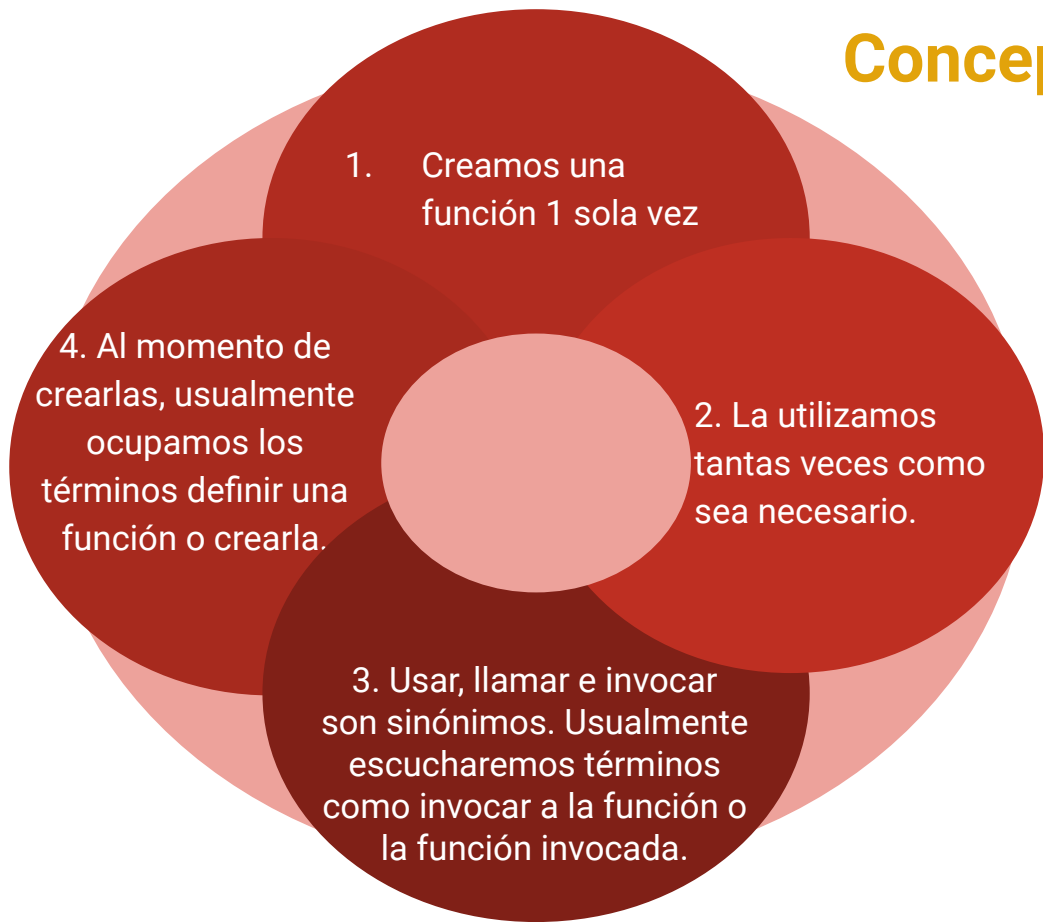 Concep
1. Creamos una
función 1 sola vez
2. La utilizamos
tantas veces como
sea necesario.
3. Usar, llamar e invocar
son sinónimos. Usualmente
escucharemos términos
como invocar a la función o
la función invocada.
4. Al momento de
crearlas, usualmente
ocupamos los
términos definir una
función o crearla.